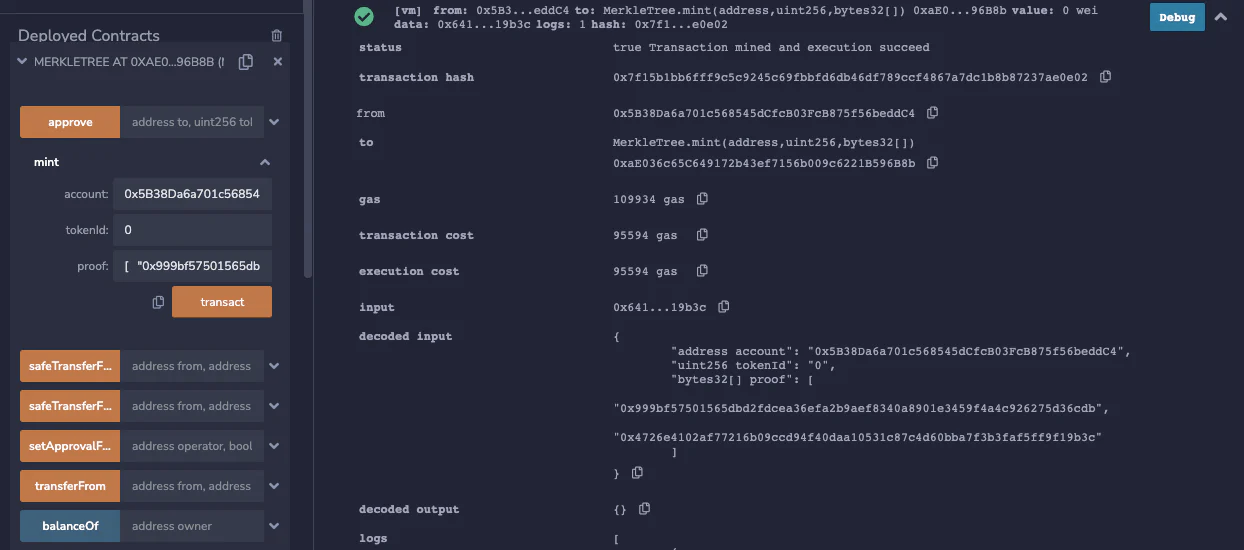 Deployed Contracts
MERKLETREE AT 0XAE0...96B8B (
approve address to, uint256 tol
mint
account: 0x5B38Da6a701c56854
tokenId: 0
proof: [ "0x999bf57501565db
transact
safeTransferF... address from, address
safeTransferF... address from, address
setApprovalF... address operator, bool
transferFrom address from, address
balanceOf address owner
[vm] from: 0x5B3...eddC4 to: MerkleTree.mint(address,uint256,bytes32[]) 0xaE0...96B8b value: 0 wei
data: 0x641...19b3c logs: 1 hash: 0x7f1...e0e02
Debug
status true Transaction mined and execution succeed
transaction hash 0x7f15b1bb6fff9c5c9245c69fbbfd6db46df789ccf4867a7dc1b8b87237ae0e02
from 0x5B38Da6a701c568545dCfcB03FcB875f56beddC4
to MerkleTree.mint(address,uint256,bytes32[])
0xaE036c65C649172b43ef7156b009c6221B596B8b
gas 109934 gas
transaction cost 95594 gas
execution cost 95594 gas
input 0x641...19b3c
decoded input {
"address account": "0x5B38Da6a701c568545dCfcB03FcB875f56beddC4",
"uint256 tokenId": "0",
"bytes32[] proof": [
"0x999bf57501565dbd2fdcea36efa2b9aef8340a8901e3459f4a4c926275d36cdb",
"0x4726e4102af77216b09ccd94f40daa10531c87c4d60bba7f3b3faf5ff9f19b3c"
]
}
decoded output {}
logs [